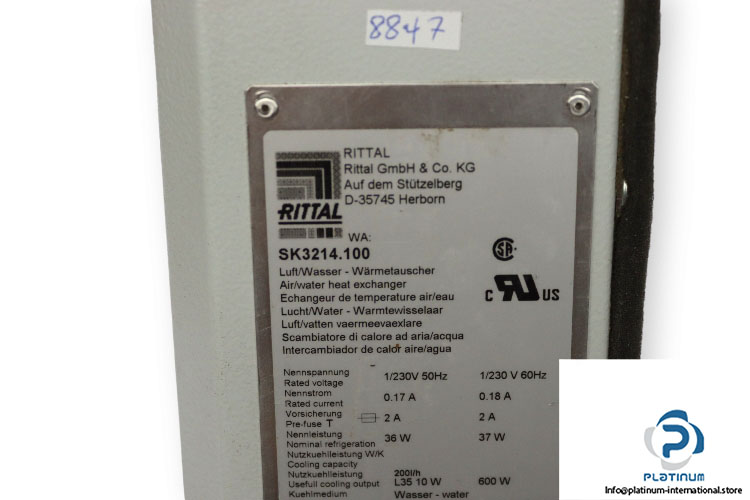 8847
RITTAL
Rittal GmbH & Co. KG
Auf dem Stützelberg
D-35745 Herborn
RITTAL
WA:
SK3214.100
Luft/Wasser - Wärmetauscher
Air/water heat exchanger
Echangeur de temperature air/eau
Lucht/Water - Warmtewisselaar
Luft/vatten vaermeevaexlare
Scambiatore di calore ad aria/acqua
Intercambiador de calor aire/agua
SA
C RU US
Nennspannung
Rated voltage 1/230V 50Hz 1/230 V 60Hz
Nennstrom
Rated current 0.17 A 0.18 A
Vorsicherung
Pre-fuse T 2 A 2 A
Nennleistung
Nominal refrigeration 36 W 37 W
Nutzkuehlleistung W/K
Cooling capacity
Nutzkuehlleistung 200l/h
Usefull cooling output L35 10 W 600 W
Kuehlmedium Wasser - water
PLATINUM
Info@platinum-international.store